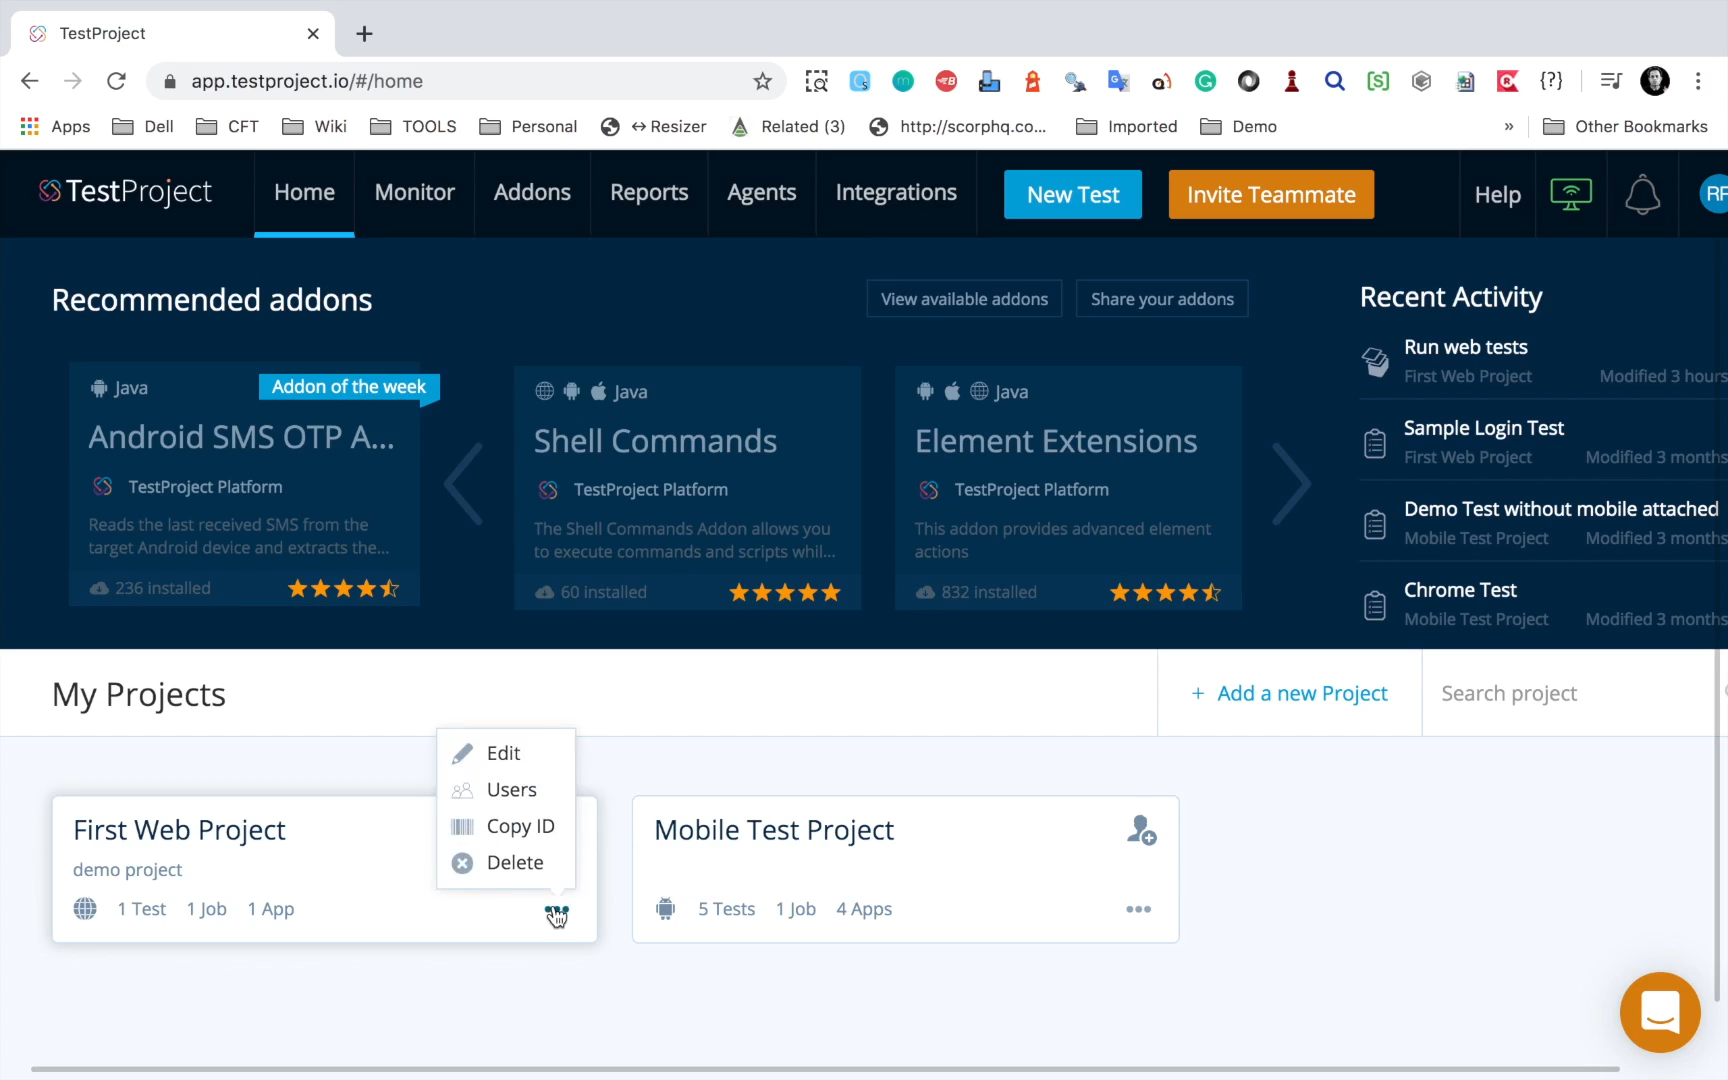 TestProject
app.testproject.io/#/home
Apps Dell CFT Wiki TOOLS Personal ↔Resizer Related (3) http://scorphq.co... Imported Demo » Other Bookmarks
TestProject Home Monitor Addons Reports Agents Integrations New Test Invite Teammate Help RF
Recommended addons
View available addons
Share your addons
Java
Addon of the week
Android SMS OTP A...
TestProject Platform
Reads the last received SMS from the
target Android device and extracts the...
236 installed
Java
Shell Commands
TestProject Platform
The Shell Commands Addon allows you
to execute commands and scripts whil...
60 installed
Java
Element Extensions
TestProject Platform
This addon provides advanced element
actions
832 installed
Recent Activity
Run web tests
First Web Project Modified 3 hours
Sample Login Test
First Web Project Modified 3 months
Demo Test without mobile attached
Mobile Test Project Modified 3 months
Chrome Test
Mobile Test Project Modified 3 months
My Projects
+ Add a new Project
Search project
Edit
Users
Copy ID
Delete
First Web Project
demo project
1 Test 1 Job 1 App
Mobile Test Project
5 Tests 1 Job 4 Apps